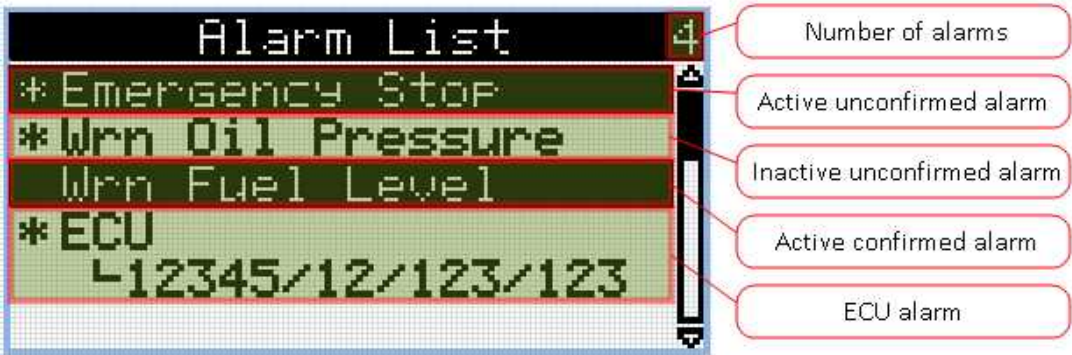 Alarm List 4
* Emergency Stop
* Wrn Oil Pressure
Wrn Fuel Level
* ECU
12345/12/123/123
Number of alarms
Active unconfirmed alarm
Inactive unconfirmed alarm
Active confirmed alarm
ECU alarm